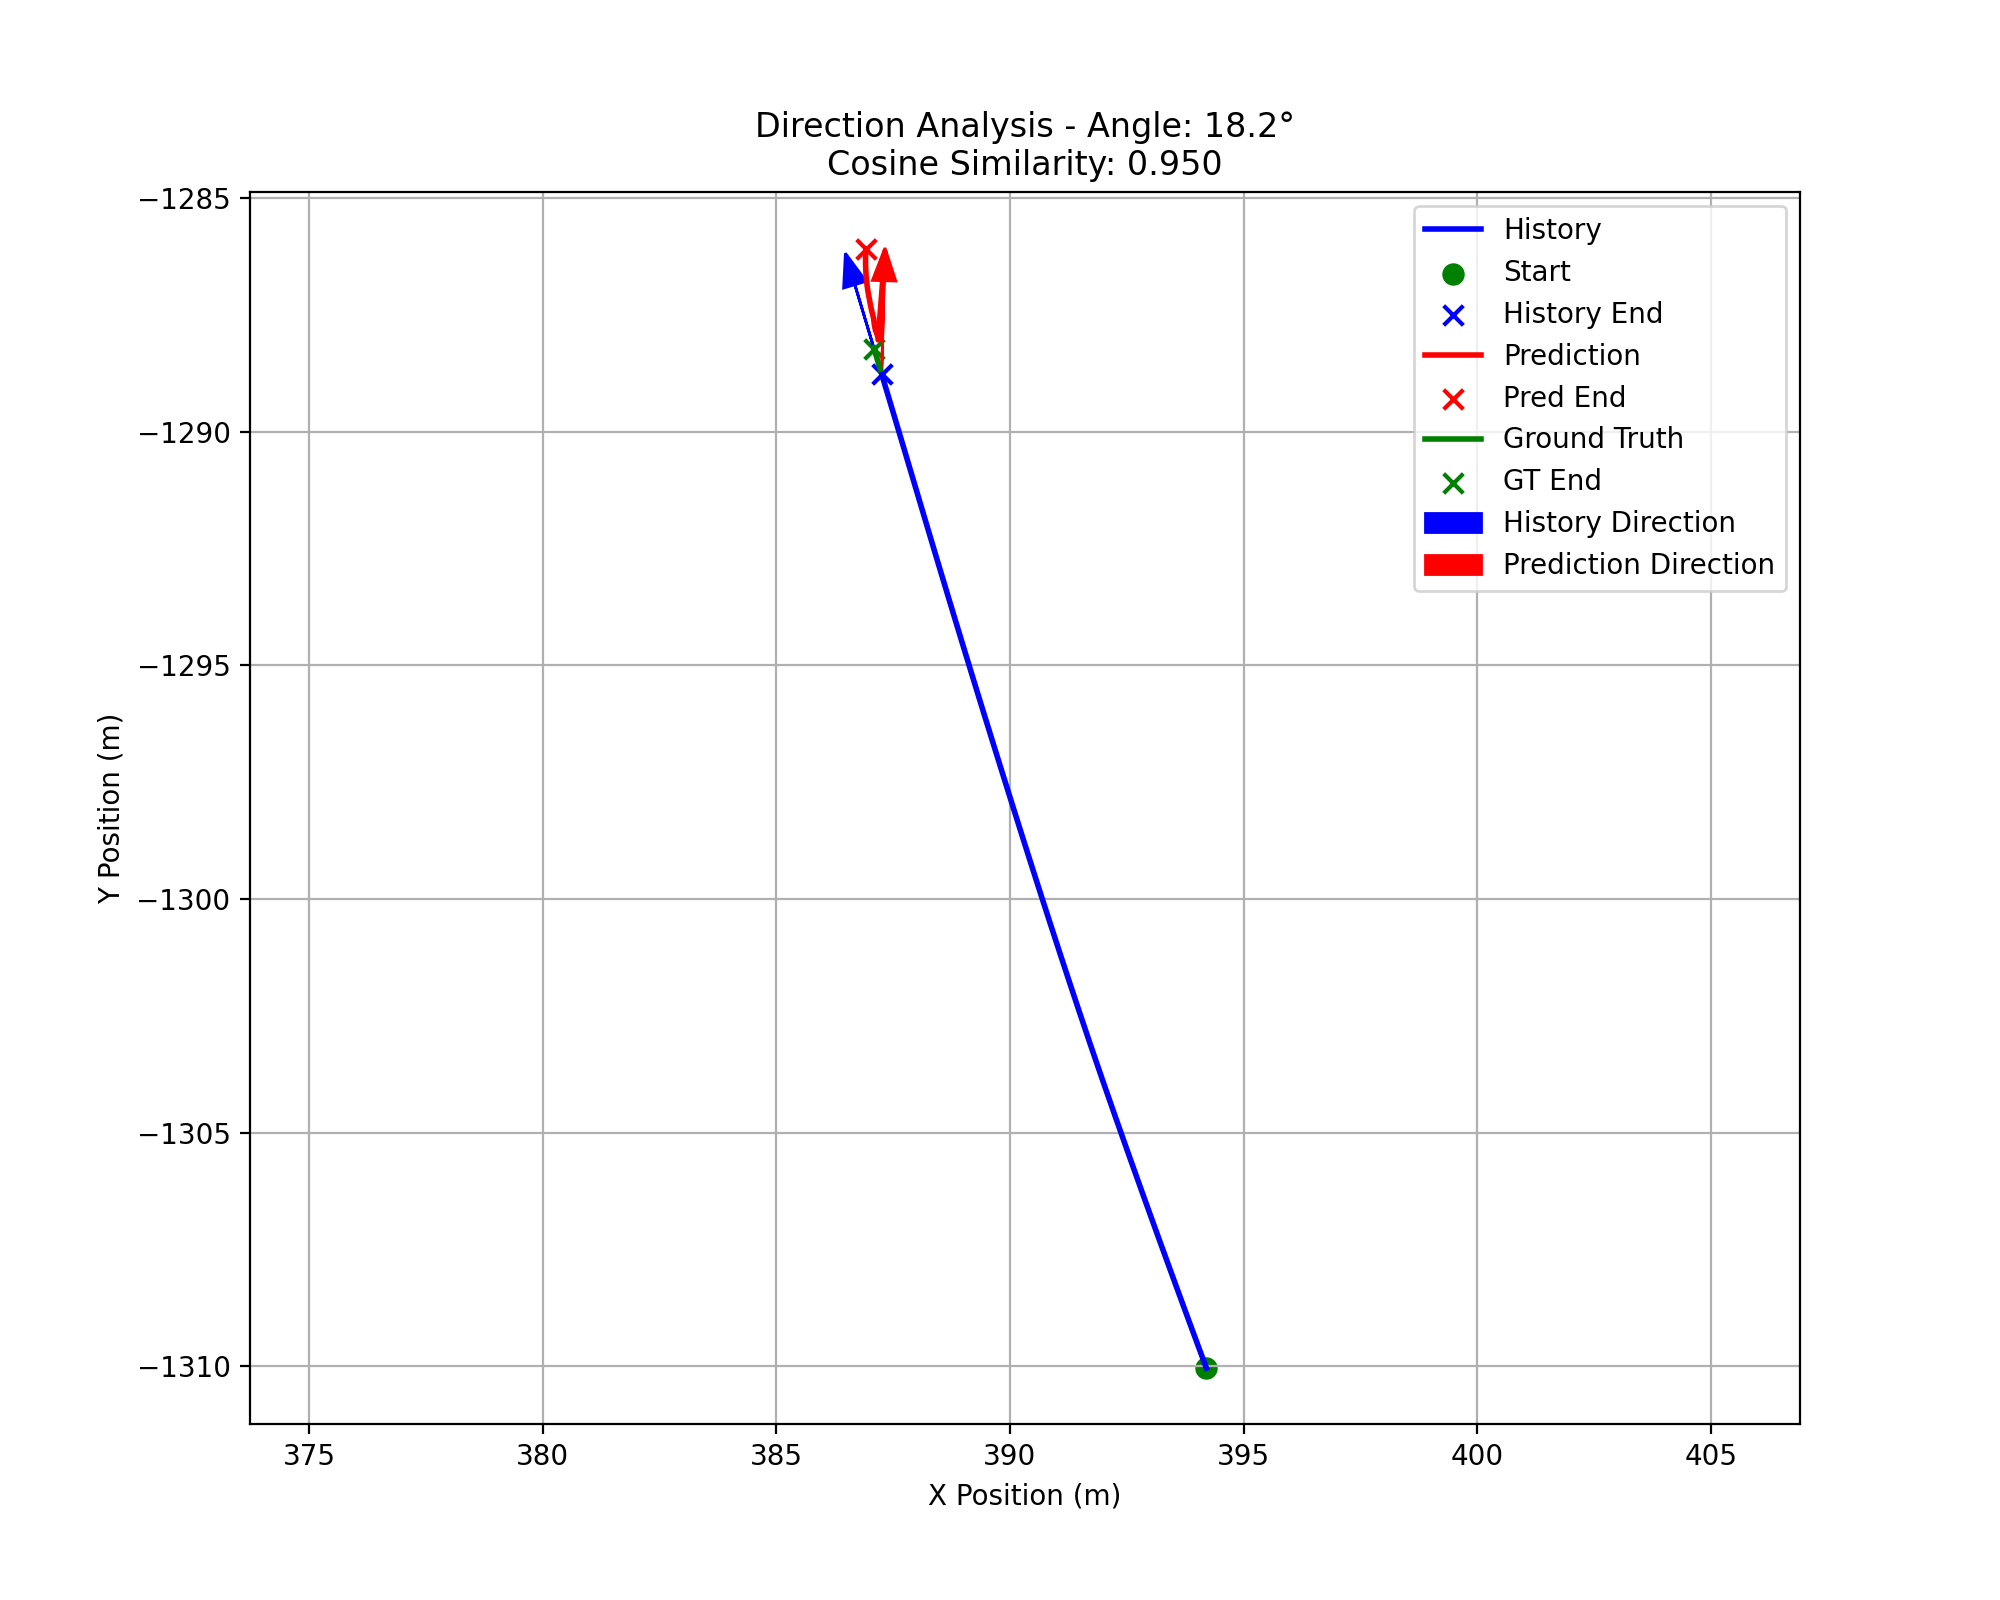 Direction Analysis - Angle: 18.2°
Cosine Similarity: 0.950
−1285
−1290
−1295
−1300
−1305
−1310
Y Position (m)
375
380
385
390
395
400
405
X Position (m)
History
Start
History End
Prediction
Pred End
Ground Truth
GT End
History Direction
Prediction Direction